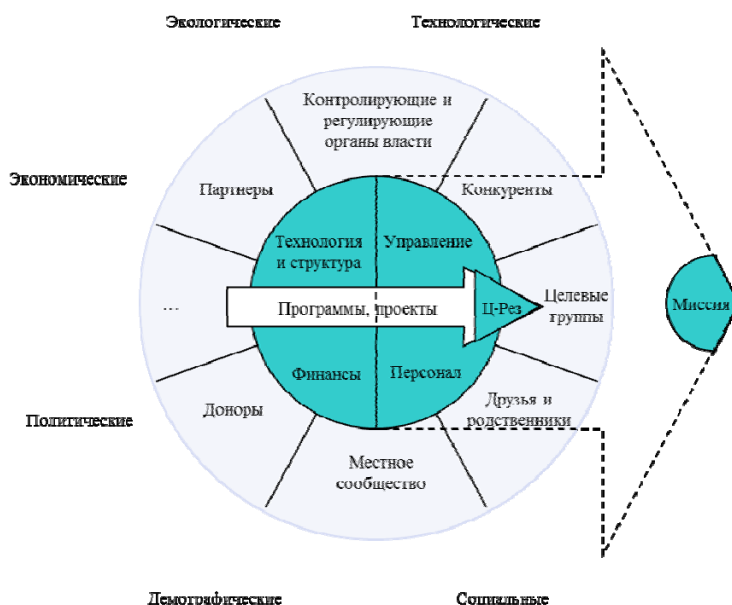 Экологические
Технологические
Контролирующие и
регулирующие
органы власти
Экономические
Партнеры
Конкуренты
Технология
и структура
Управление
...
Программы, проекты
Ц-Рез
Целевые
группы
Миссия
Финансы
Персонал
Политические
Доноры
Друзья и
родственники
Местное
сообщество
Демографические
Социальные